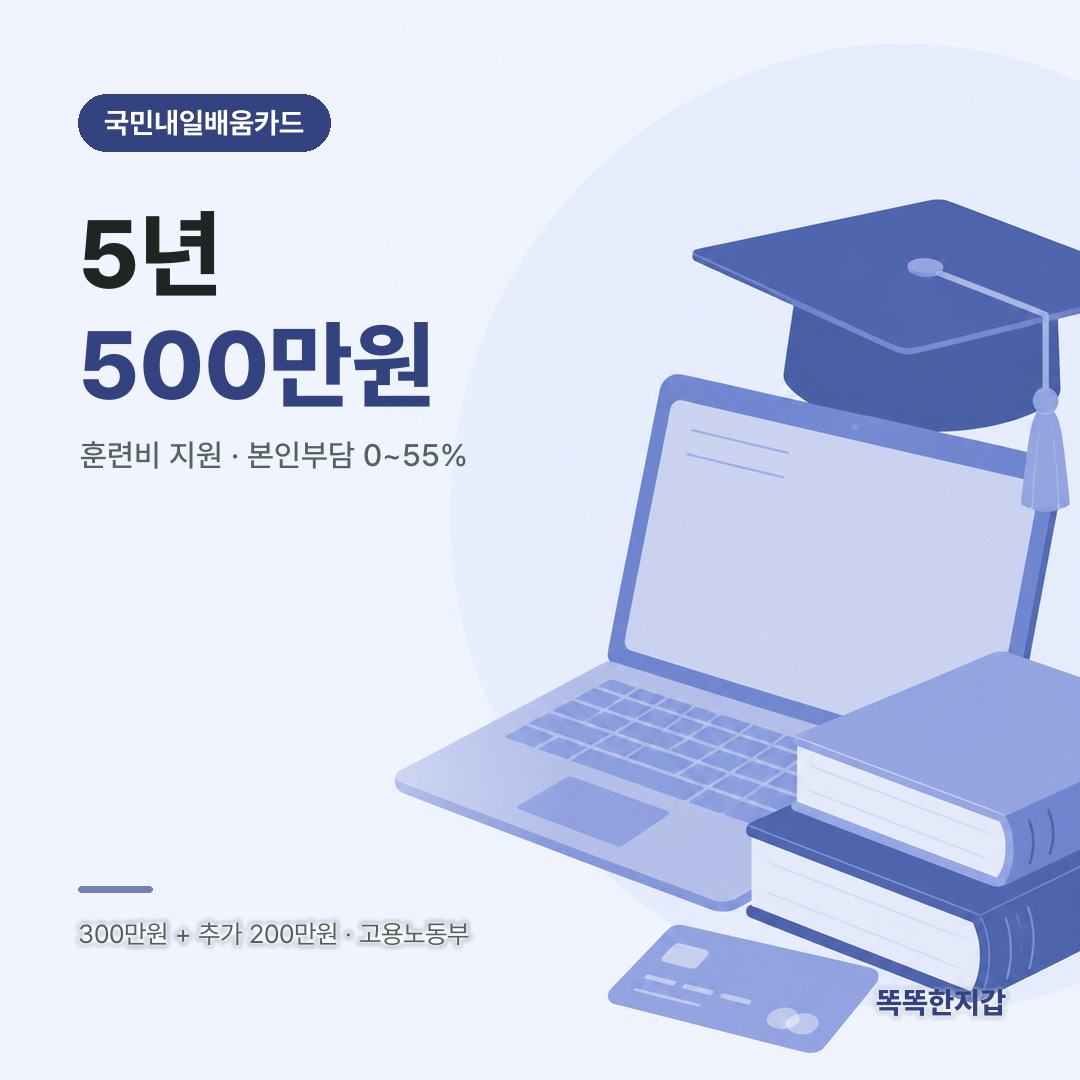 국민내일배움카드
5년
500만원
훈련비 지원 · 본인부담 0~55%
300만원 + 추가 200만원 · 고용노동부
똑똑한지갑